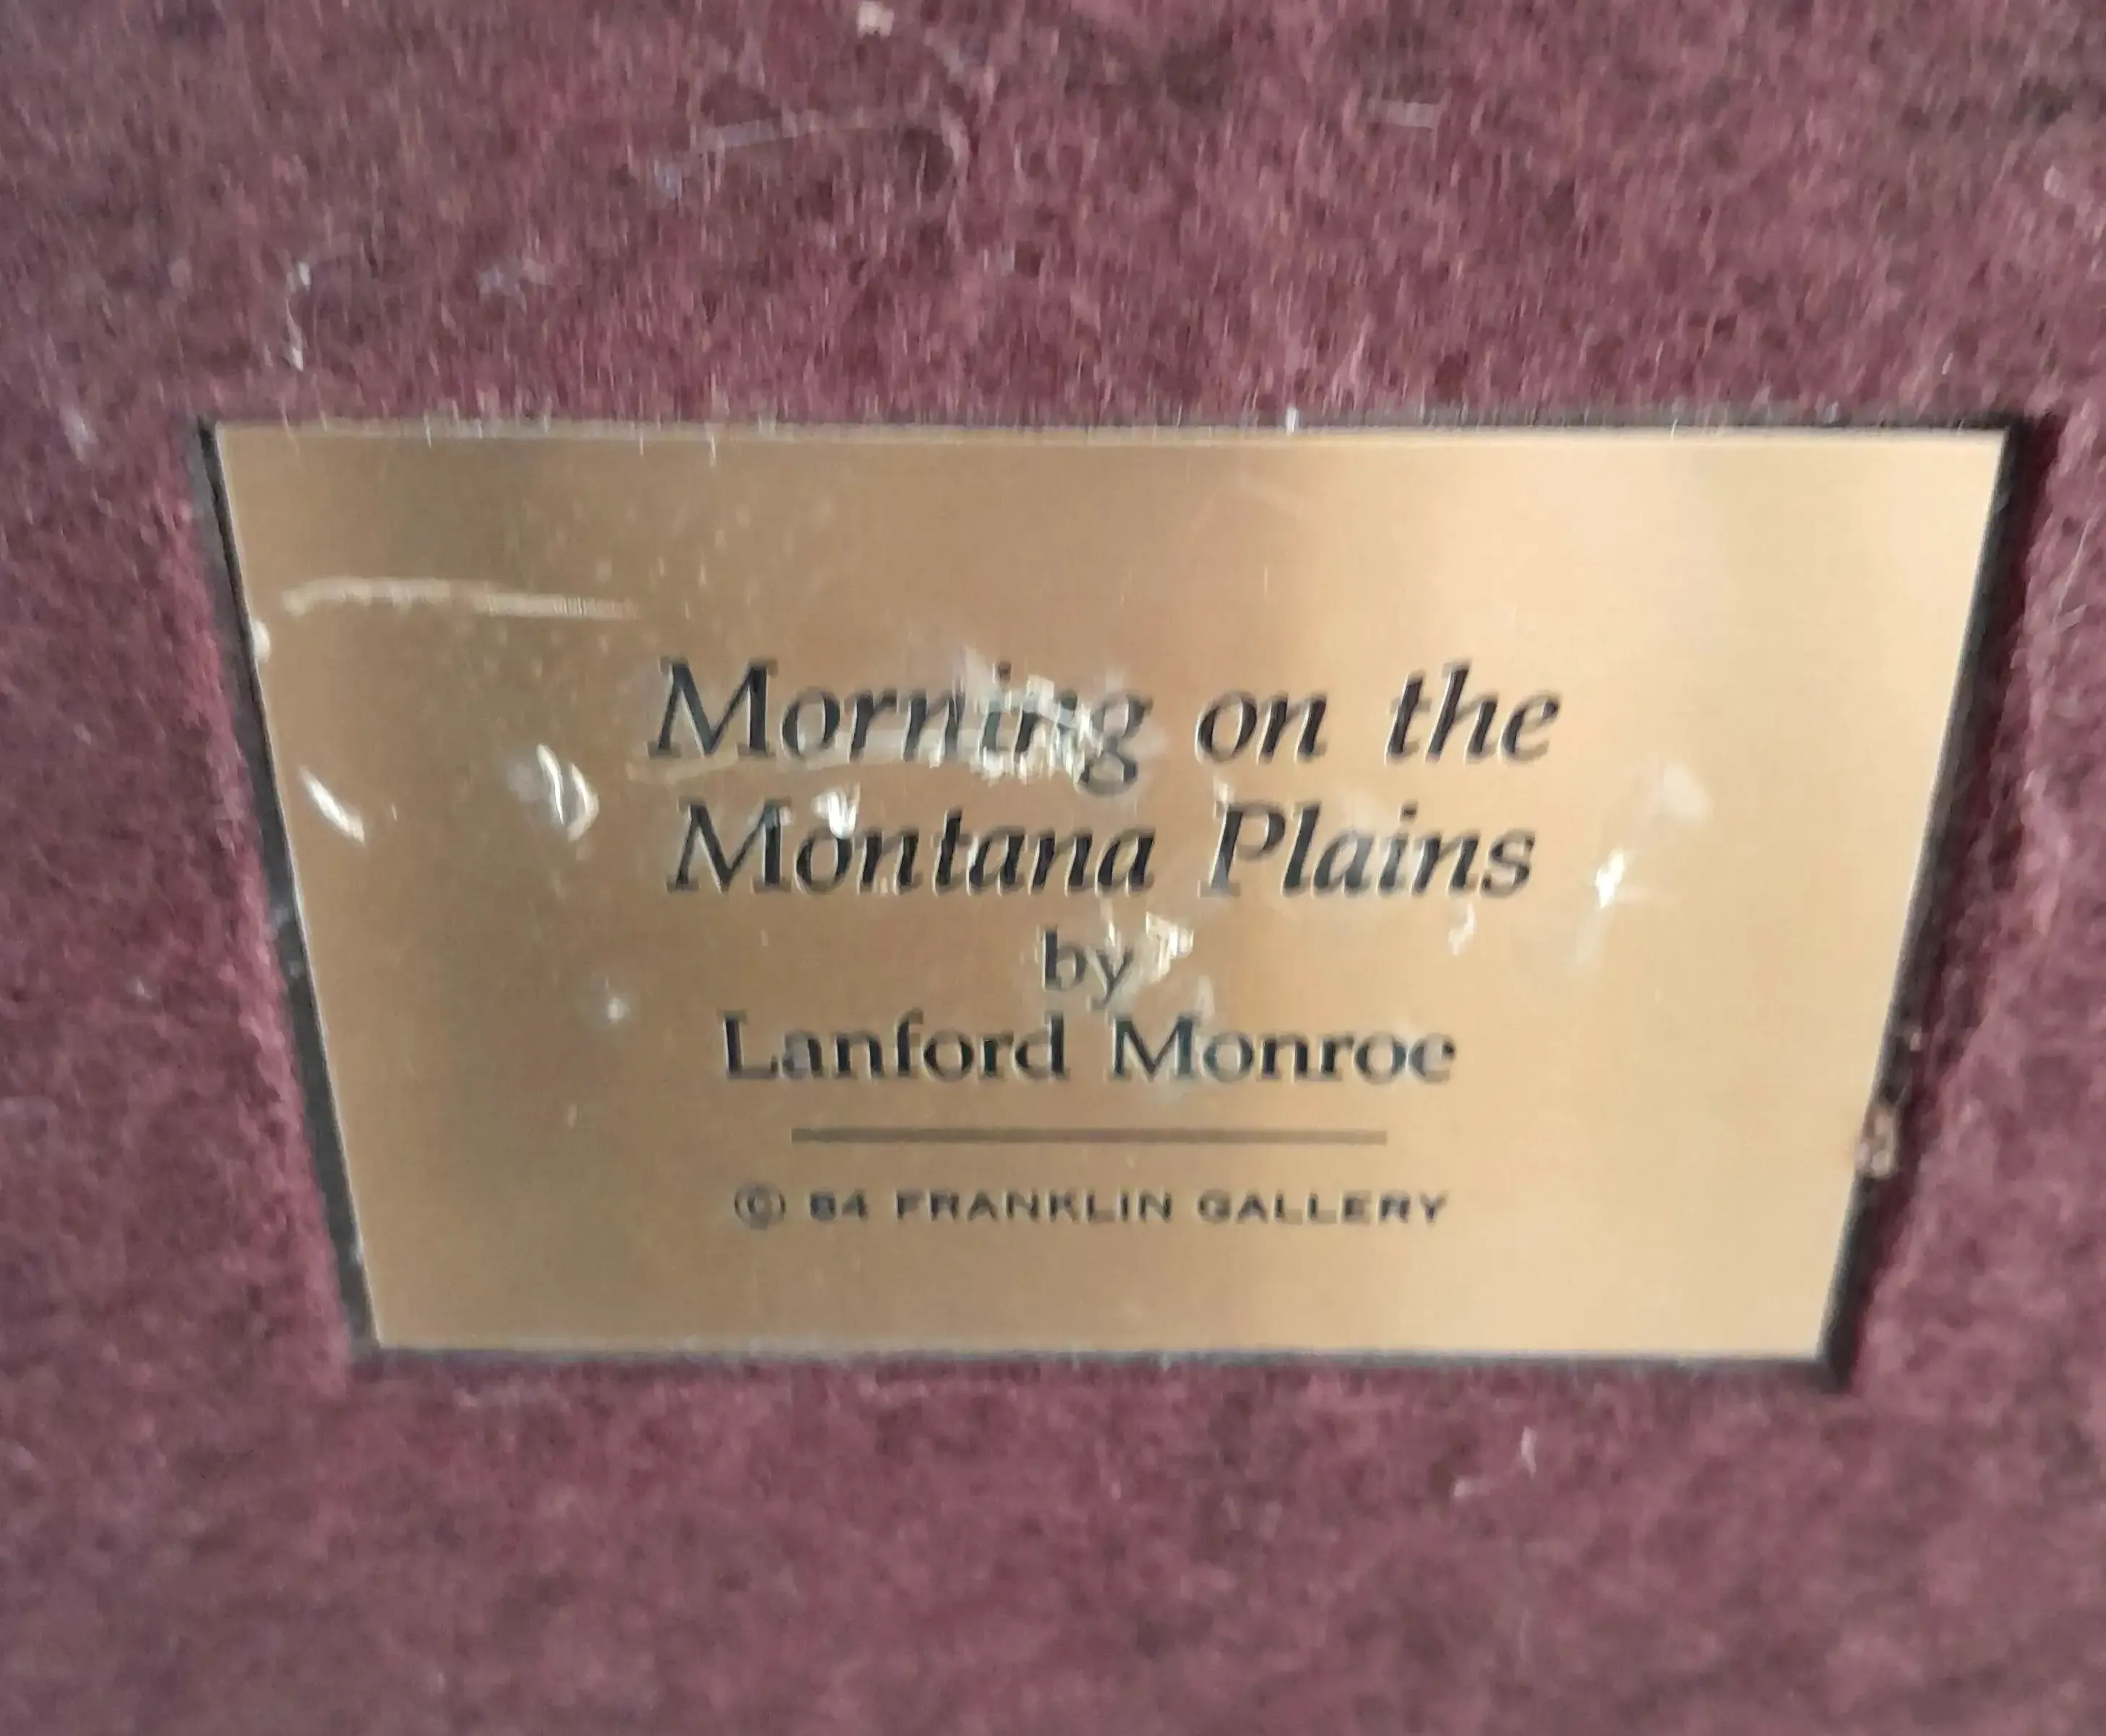 Morning on the
Montana Plains
by
Lanford Monroe
© 84 FRANKLIN GALLERY